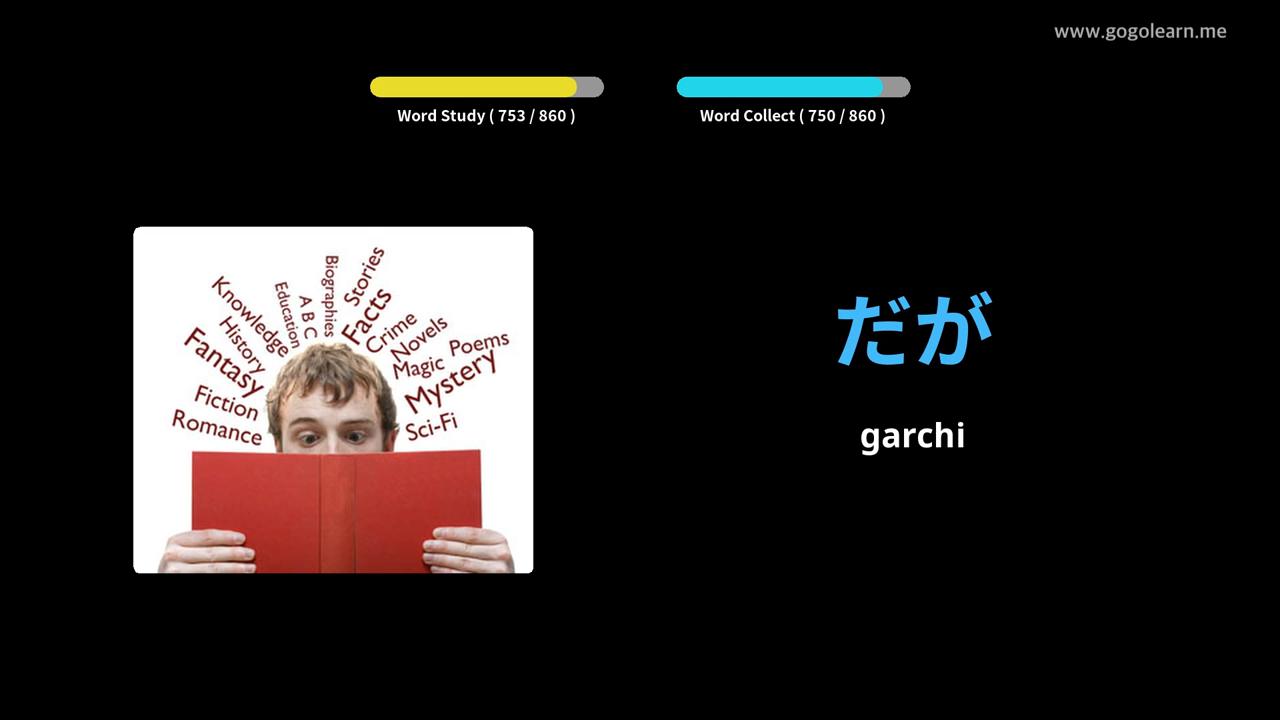 www.gogolearn.me
Word Study ( 753 / 860 )
Word Collect ( 750 / 860 )
Knowledge
History
Fantasy
Fiction
Romance
Education
A B C
Biographies
Stories
Facts
Crime
Novels
Magic
Poems
Mystery
Sci-Fi
だが
garchi